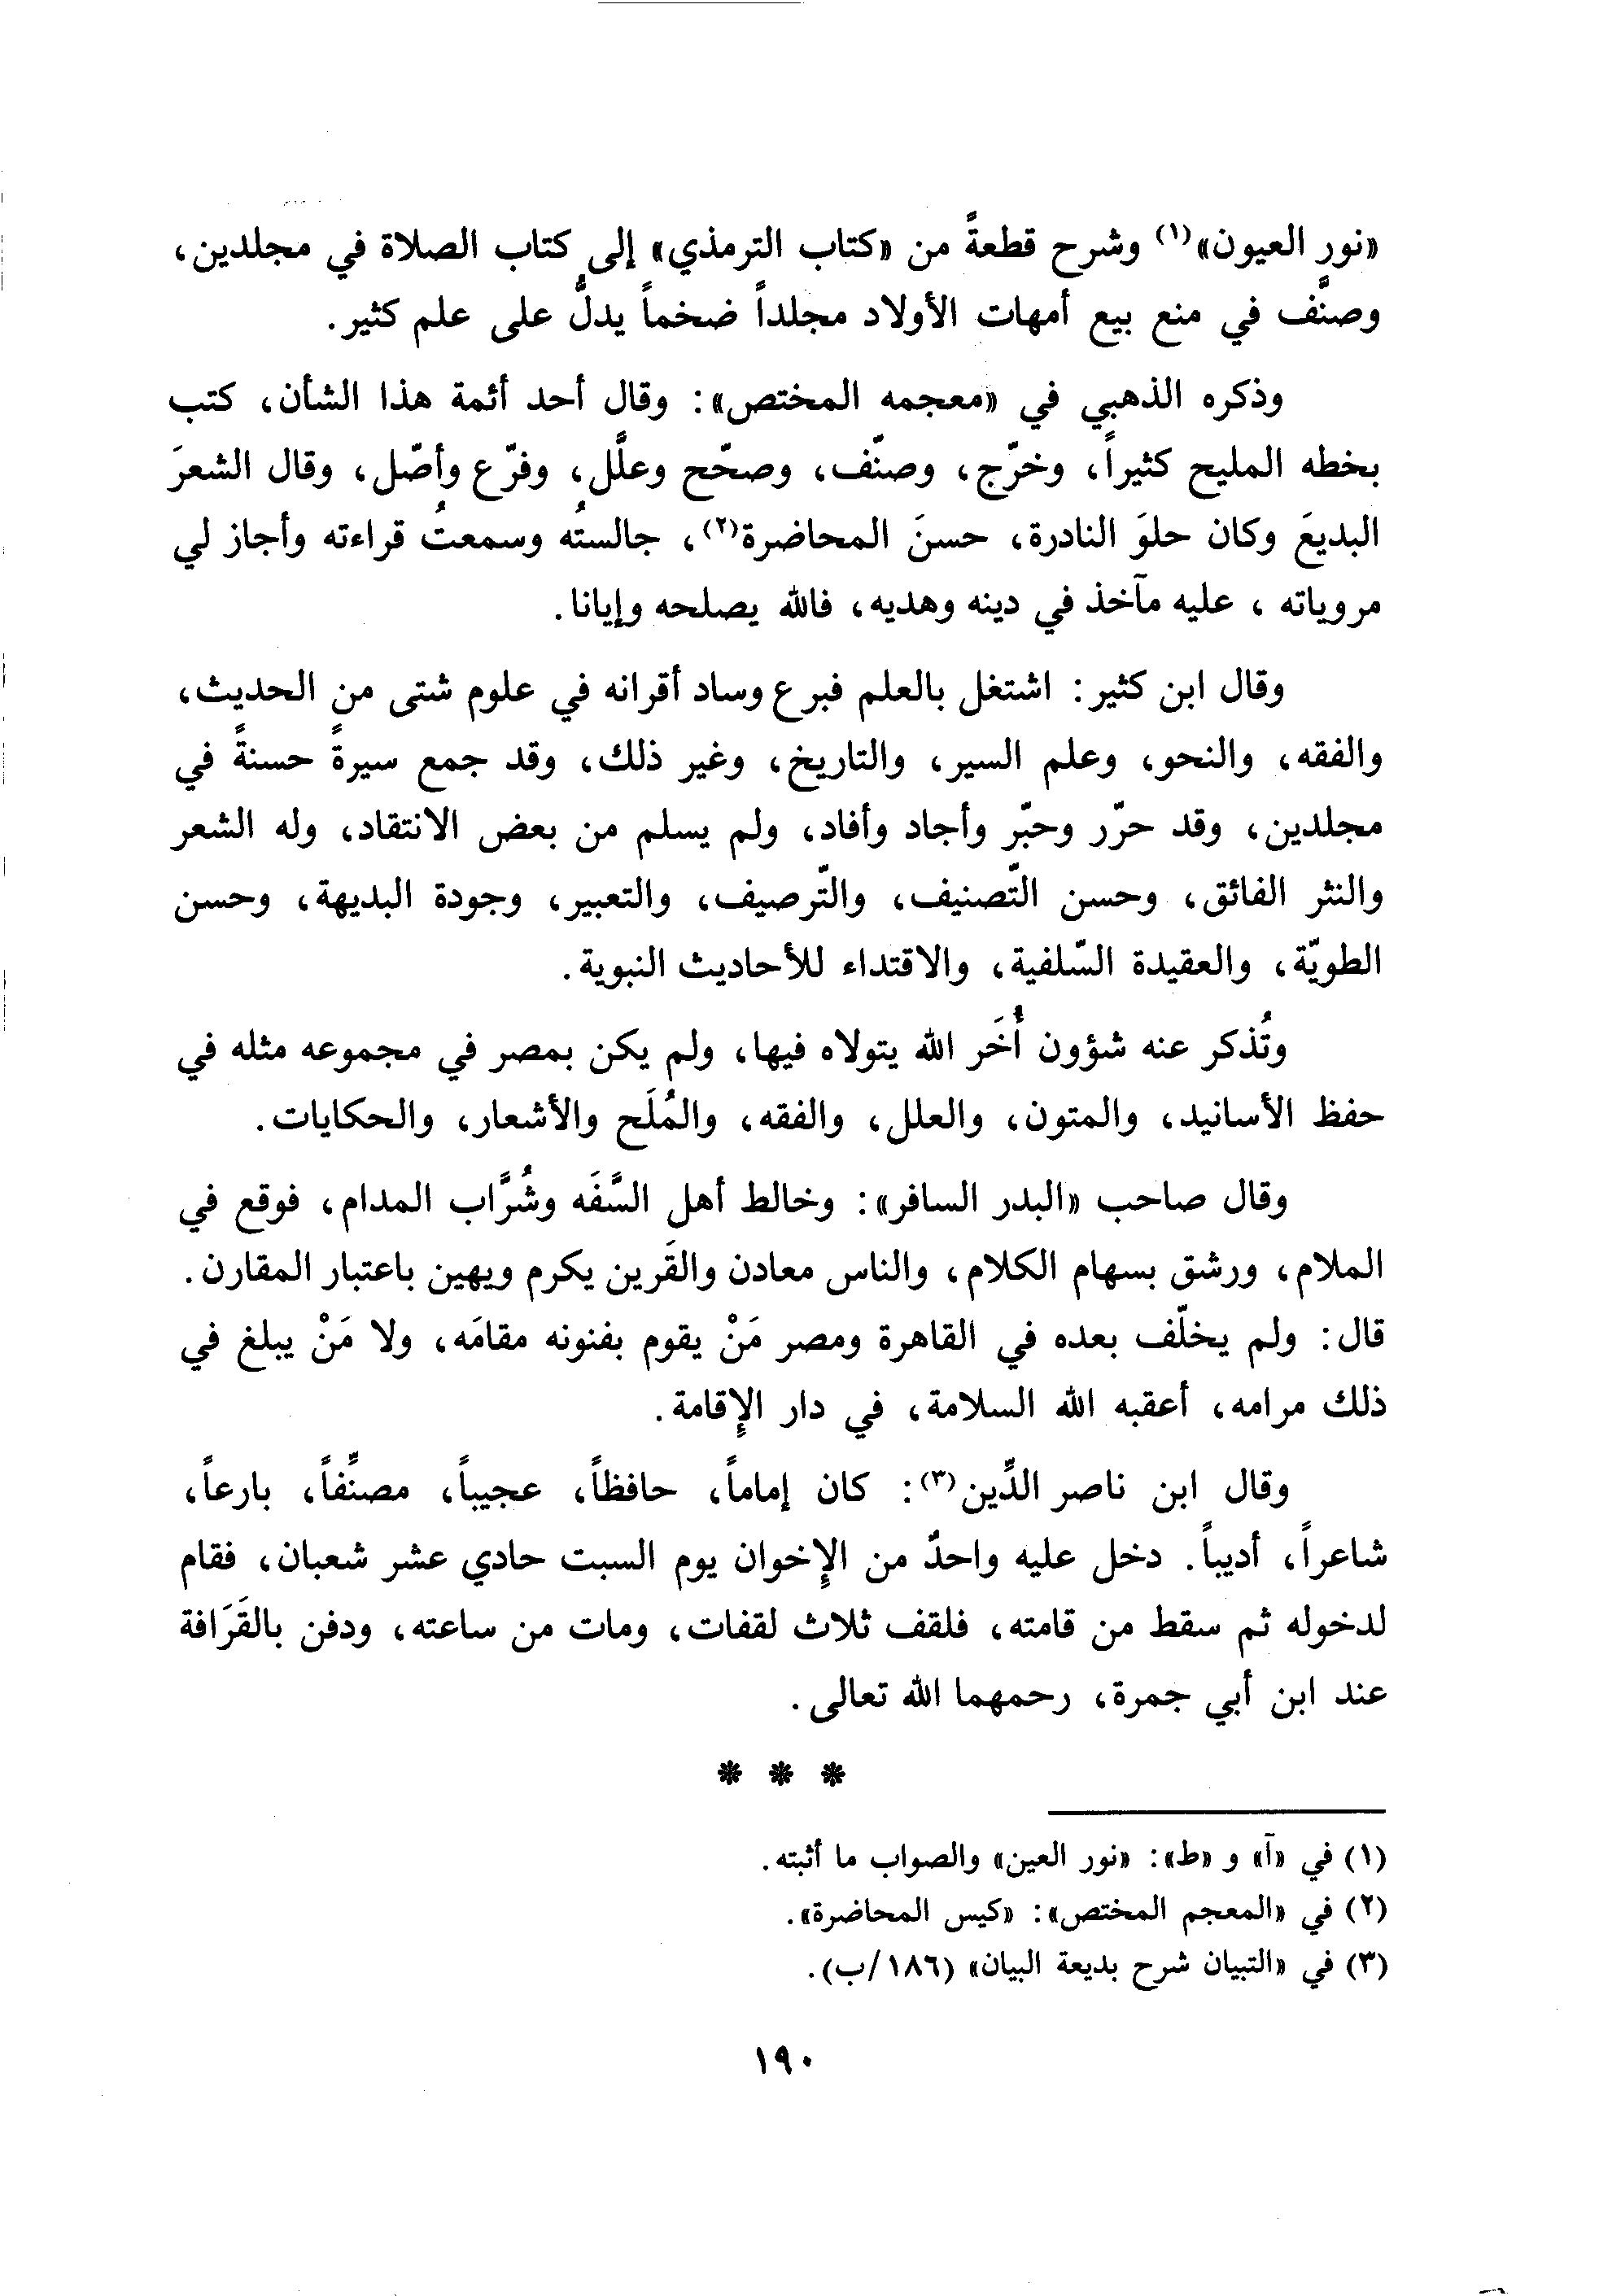 «نور العيون»(١) وشرح قطعةً من «كتاب الترمذي» إلى كتاب الصلاة في مجلدين،
وصنَّف في منع بيع أمهات الأولاد مجلداً ضخماً يدلُّ على علم كثير.
وذكره الذهبي في «معجمه المختص»: وقال أحد أئمة هذا الشأن، كتب
بخطه المليح كثيراً، وخرّج، وصنّف، وصحّح وعلَّل، وفرّع وأصّل، وقال الشعرَ
البديعَ وكان حلوَ النادرة، حسنَ المحاضرة(٢)، جالستُه وسمعتُ قراءته وأجاز لي
مروياته ، عليه مآخذ في دينه وهديه، فالله يصلحه وإيانا.
وقال ابن كثير: اشتغل بالعلم فبرع وساد أقرانه في علوم شتى من الحديث،
والفقه، والنحو، وعلم السير، والتاريخ، وغير ذلك، وقد جمع سيرةً حسنةً في
مجلدين، وقد حرّر وحبّر وأجاد وأفاد، ولم يسلم من بعض الانتقاد، وله الشعر
والنثر الفائق، وحسن التّصنيف، والتّرصيف، والتعبير، وجودة البديهة، وحسن
الطويّة، والعقيدة السّلفية، والاقتداء للأحاديث النبوية.
وتُذكر عنه شؤون أُخَر الله يتولاه فيها، ولم يكن بمصر في مجموعه مثله في
حفظ الأسانيد، والمتون، والعلل، والفقه، والمُلَح والأشعار، والحكايات.
وقال صاحب «البدر السافر»: وخالط أهل السَّفَه وشُرَّاب المدام، فوقع في
الملام، ورشق بسهام الكلام، والناس معادن والقَرين يكرم ويهين باعتبار المقارن.
قال: ولم يخلّف بعده في القاهرة ومصر مَنْ يقوم بفنونه مقامَه، ولا مَنْ يبلغ في
ذلك مرامه، أعقبه الله السلامة، في دار الإقامة.
وقال ابن ناصر الدِّين(٣): كان إماماً، حافظاً، عجيباً، مصنِّفاً، بارعاً،
شاعراً، أديباً. دخل عليه واحدٌ من الإخوان يوم السبت حادي عشر شعبان، فقام
لدخوله ثم سقط من قامته، فلقف ثلاث لقفات، ومات من ساعته، ودفن بالقَرَافة
عند ابن أبي جمرة، رحمهما الله تعالى.
* * *
(١) في «آ» و «ط»: «نور العين» والصواب ما أثبته.
(٢) في «المعجم المختص»: «كيس المحاضرة».
(٣) في «التبيان شرح بديعة البيان» (١٨٦/ب).
١٩٠